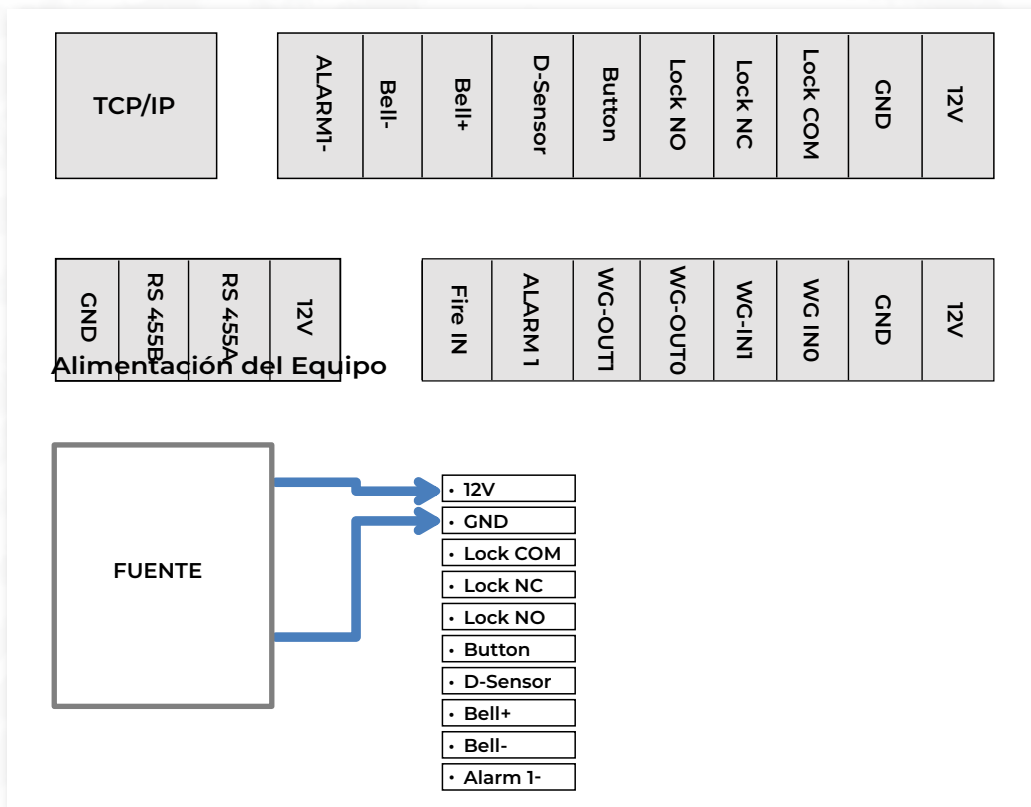 TCP/IP
ALARM1-
Bell-
Bell+
D-Sensor
Button
Lock NO
Lock NC
Lock COM
GND
12V
GND
RS 455B
RS 455A
12V
Fire IN
ALARM 1
WG-OUT1
WG-OUT0
WG-IN1
WG IN0
GND
12V
Alimentación del Equipo
FUENTE
• 12V
• GND
• Lock COM
• Lock NC
• Lock NO
• Button
• D-Sensor
• Bell+
• Bell-
• Alarm 1-